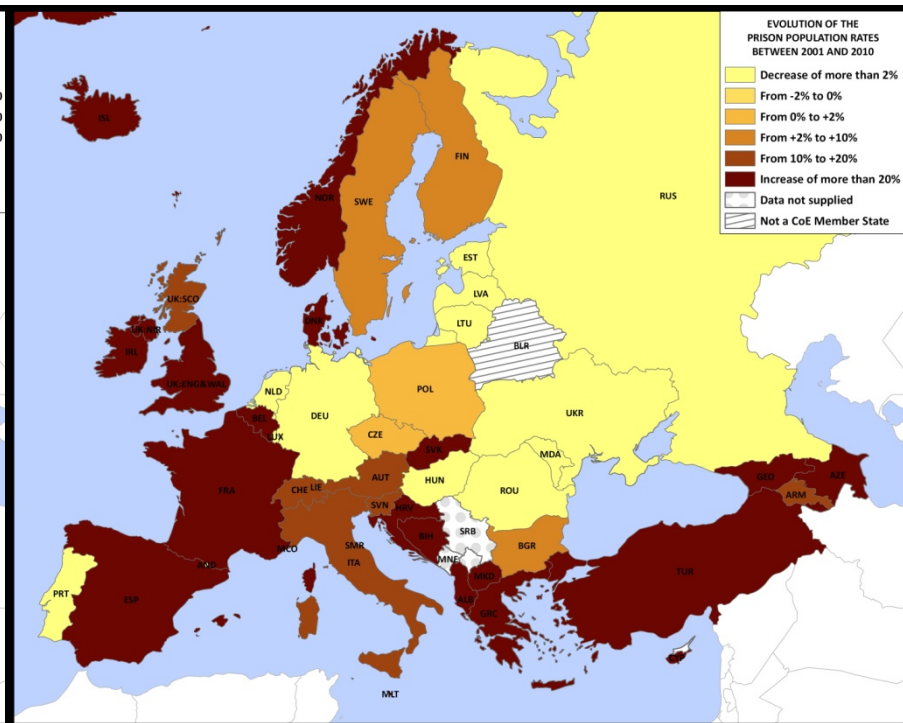 EVOLUTION OF THE
PRISON POPULATION RATES
BETWEEN 2001 AND 2010
Decrease of more than 2%
From -2% to 0%
From 0% to +2%
From +2% to +10%
From 10% to +20%
Increase of more than 20%
Data not supplied
Not a CoE Member State
0
0
0
ISL
FIN
RUS
NOR
SWE
EST
UK:SCO
LVA
DNK
LTU
UK:NIR
BLR
IRL
UK:ENG&WAL
NLD
POL
DEU
BEL
UKR
LUX
CZE
SVK
MDA
AUT
HUN
FRA
CHE
LIE
ROU
GEO
AZE
SVN
HRV
ARM
SRB
BIH
MCO
SMR
BGR
ITA
MNE
AND
MKD
PRT
ESP
ALB
TUR
GRC
MLT